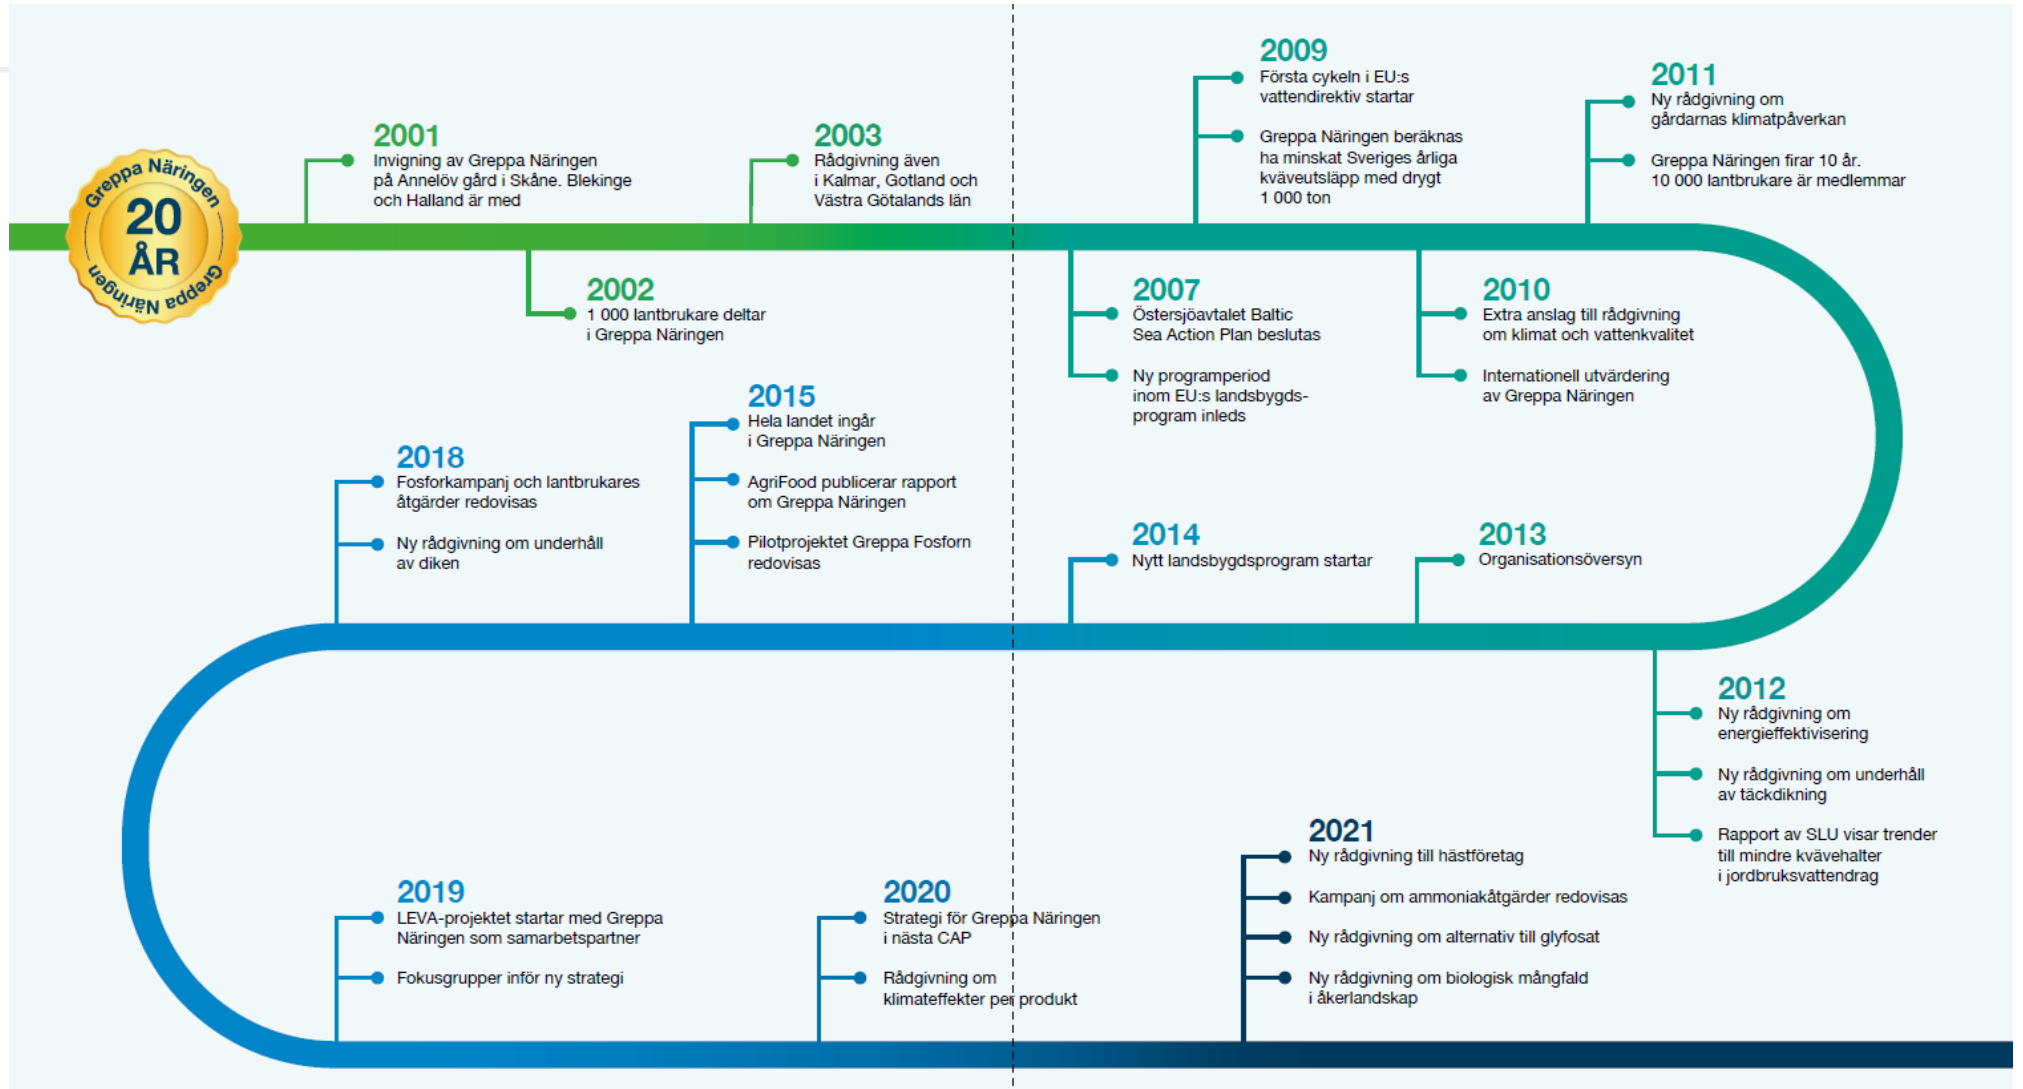 Greppa Näringen
20
ÅR
Greppa Näringen
2001
Invigning av Greppa Näringen
på Annelöv gård i Skåne. Blekinge
och Halland är med
2002
1 000 lantbrukare deltar
i Greppa Näringen
2003
Rådgivning även
i Kalmar, Gotland och
Västra Götalands län
2007
Östersjöavtalet Baltic
Sea Action Plan beslutas
Ny programperiod
inom EU:s landsbygds-
program inleds
2009
Första cykeln i EU:s
vattendirektiv startar
Greppa Näringen beräknas
ha minskat Sveriges årliga
kväveutsläpp med drygt
1 000 ton
2010
Extra anslag till rådgivning
om klimat och vattenkvalitet
Internationell utvärdering
av Greppa Näringen
2011
Ny rådgivning om
gårdarnas klimatpåverkan
Greppa Näringen firar 10 år.
10 000 lantbrukare är medlemmar
2012
Ny rådgivning om
energieffektivisering
Ny rådgivning om underhåll
av täckdikning
Rapport av SLU visar trender
till mindre kvävehalter
i jordbruksvattendrag
2013
Organisationsöversyn
2014
Nytt landsbygdsprogram startar
2015
Hela landet ingår
i Greppa Näringen
AgriFood publicerar rapport
om Greppa Näringen
Pilotprojektet Greppa Fosforn
redovisas
2018
Fosforkampanj och lantbrukares
åtgärder redovisas
Ny rådgivning om underhåll
av diken
2019
LEVA-projektet startar med Greppa
Näringen som samarbetspartner
Fokusgrupper inför ny strategi
2020
Strategi för Greppa Näringen
i nästa CAP
Rådgivning om
klimateffekter per produkt
2021
Ny rådgivning till hästföretag
Kampanj om ammoniakåtgärder redovisas
Ny rådgivning om alternativ till glyfosat
Ny rådgivning om biologisk mångfald
i åkerlandskap